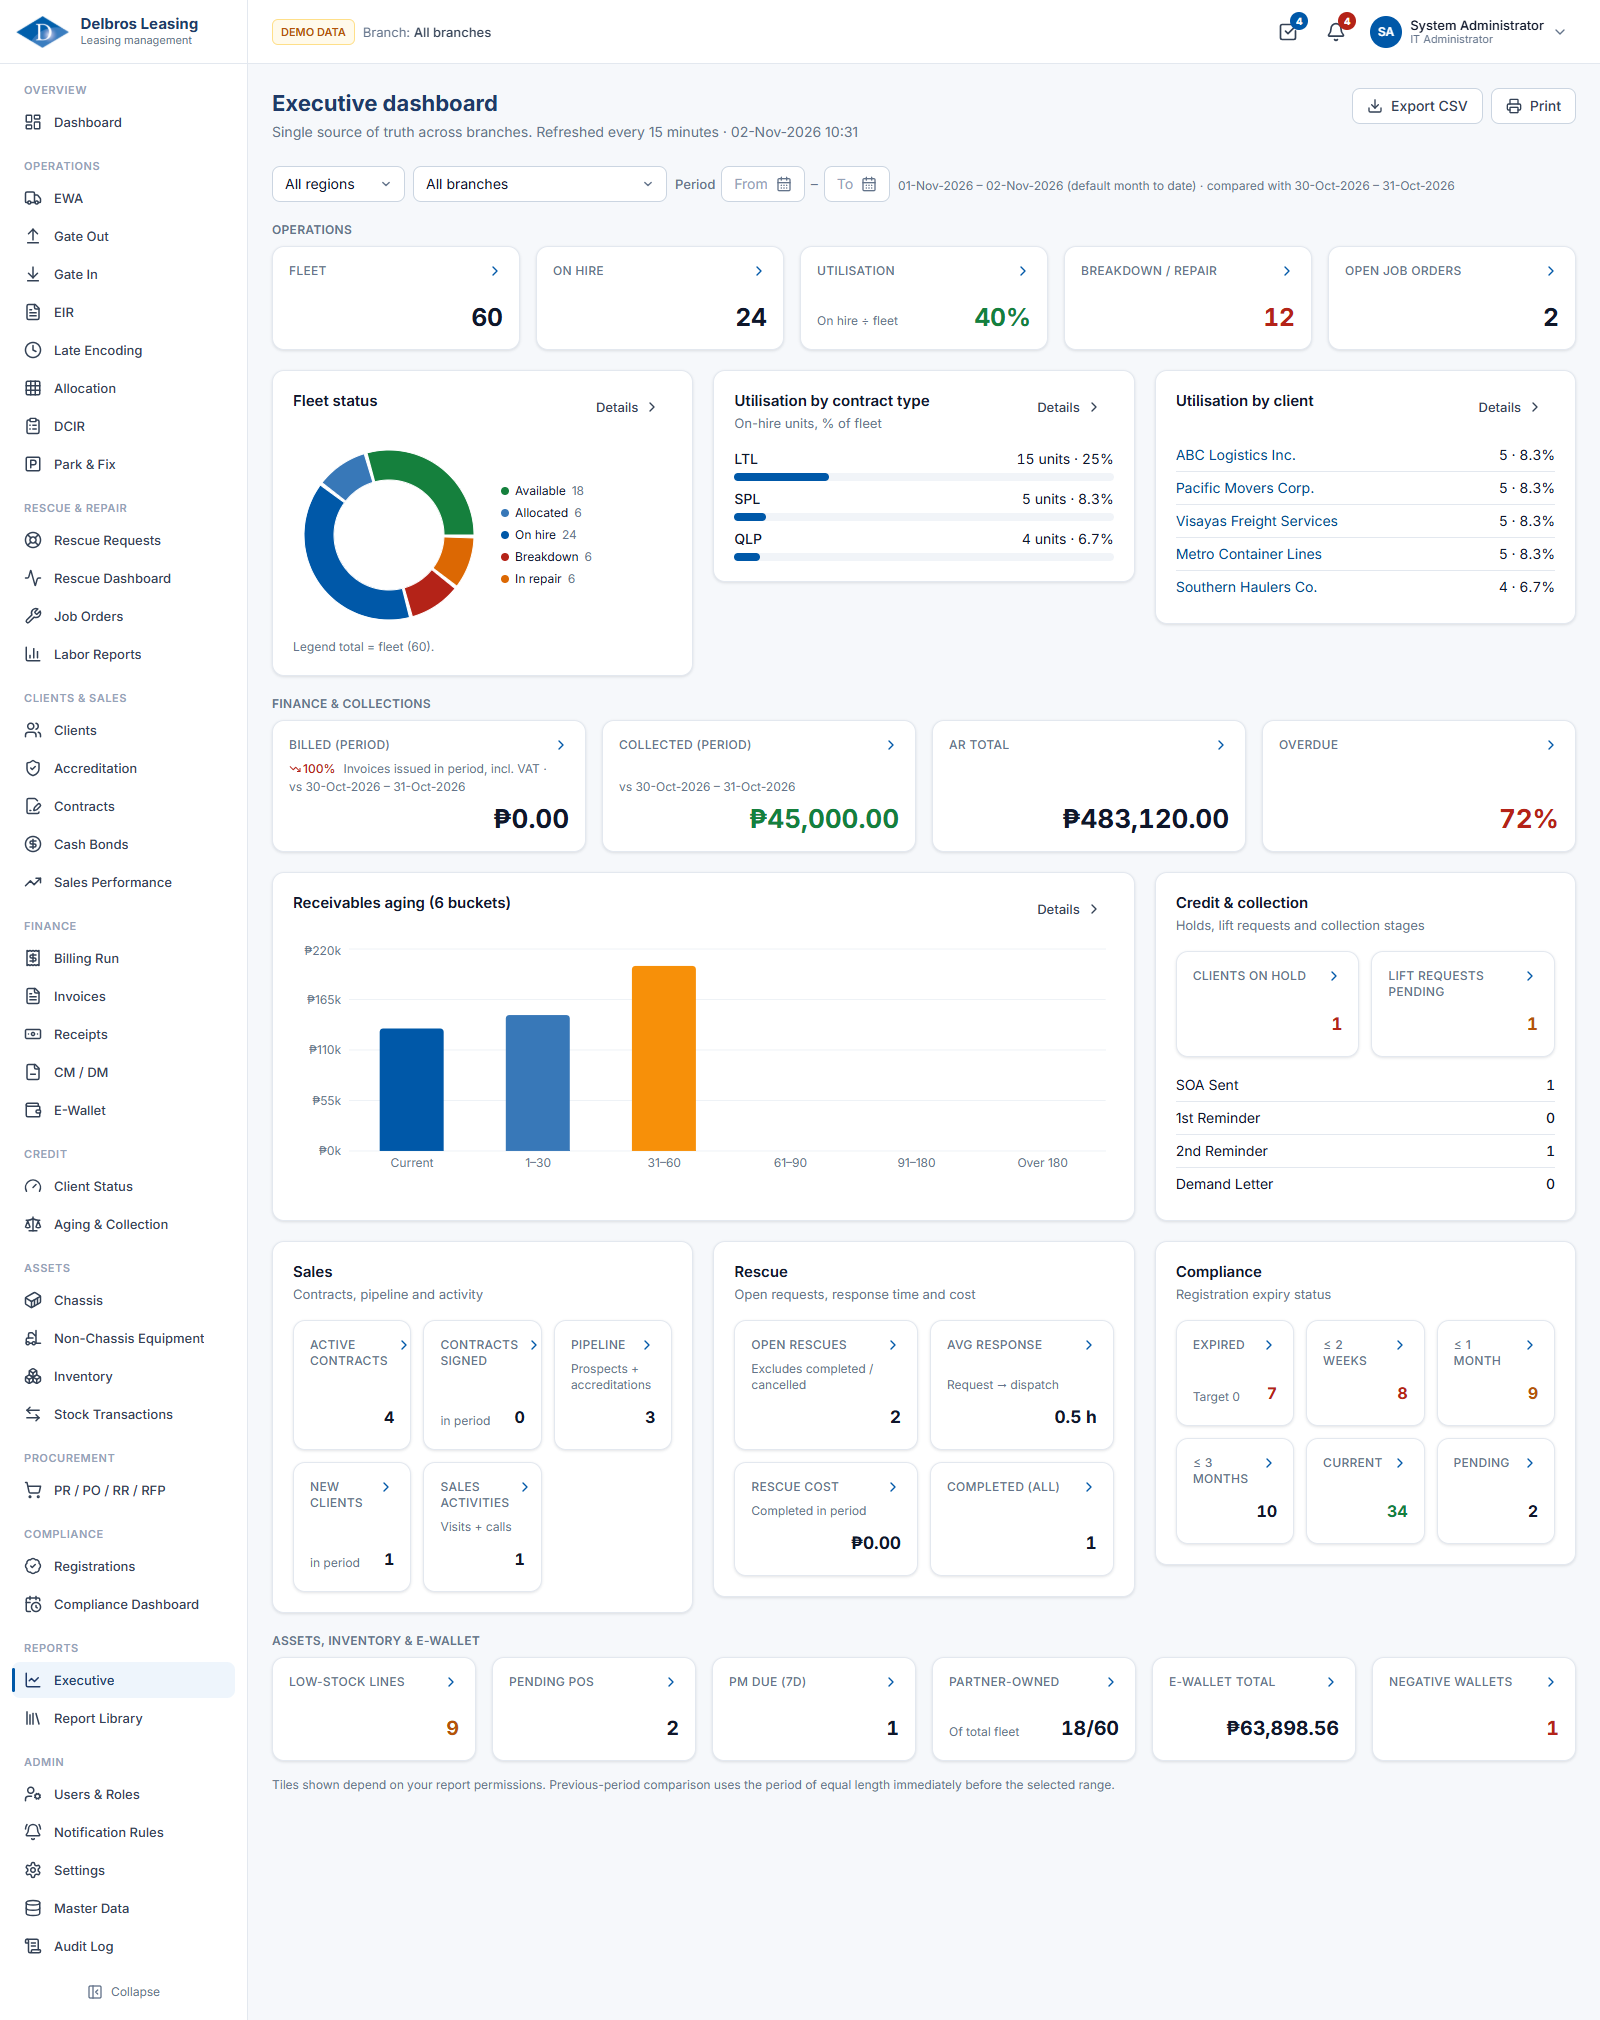 Delbros Leasing
Leasing management
DEMO DATA
Branch: All branches
4
4
SA
System Administrator
IT Administrator
OVERVIEW
Dashboard
OPERATIONS
EWA
Gate Out
Gate In
EIR
Late Encoding
Allocation
DCIR
Park & Fix
RESCUE & REPAIR
Rescue Requests
Rescue Dashboard
Job Orders
Labor Reports
CLIENTS & SALES
Clients
Accreditation
Contracts
Cash Bonds
Sales Performance
FINANCE
Billing Run
Invoices
Receipts
CM / DM
E-Wallet
CREDIT
Client Status
Aging & Collection
ASSETS
Chassis
Non-Chassis Equipment
Inventory
Stock Transactions
PROCUREMENT
PR / PO / RR / RFP
COMPLIANCE
Registrations
Compliance Dashboard
REPORTS
Executive
Report Library
ADMIN
Users & Roles
Notification Rules
Settings
Master Data
Audit Log
Collapse
Executive dashboard
Single source of truth across branches. Refreshed every 15 minutes · 02-Nov-2026 10:31
Export CSV
Print
All regions
All branches
Period
From
–
To
01-Nov-2026 – 02-Nov-2026 (default month to date) · compared with 30-Oct-2026 – 31-Oct-2026
OPERATIONS
FLEET
60
ON HIRE
24
UTILISATION
On hire ÷ fleet
40%
BREAKDOWN / REPAIR
12
OPEN JOB ORDERS
2
Fleet status
Details
Available 18
Allocated 6
On hire 24
Breakdown 6
In repair 6
Legend total = fleet (60).
Utilisation by contract type
On-hire units, % of fleet
Details
LTL
15 units · 25%
SPL
5 units · 8.3%
QLP
4 units · 6.7%
Utilisation by client
Details
ABC Logistics Inc.
5 · 8.3%
Pacific Movers Corp.
5 · 8.3%
Visayas Freight Services
5 · 8.3%
Metro Container Lines
5 · 8.3%
Southern Haulers Co.
4 · 6.7%
FINANCE & COLLECTIONS
BILLED (PERIOD)
100% Invoices issued in period, incl. VAT ·
vs 30-Oct-2026 – 31-Oct-2026
₱0.00
COLLECTED (PERIOD)
vs 30-Oct-2026 – 31-Oct-2026
₱45,000.00
AR TOTAL
₱483,120.00
OVERDUE
72%
Receivables aging (6 buckets)
Details
₱220k
₱165k
₱110k
₱55k
₱0k
Current
1–30
31–60
61–90
91–180
Over 180
Credit & collection
Holds, lift requests and collection stages
CLIENTS ON HOLD
1
LIFT REQUESTS
PENDING
1
SOA Sent
1
1st Reminder
0
2nd Reminder
1
Demand Letter
0
Sales
Contracts, pipeline and activity
ACTIVE
CONTRACTS
4
CONTRACTS
SIGNED
in period
0
PIPELINE
Prospects +
accreditations
3
NEW
CLIENTS
in period
1
SALES
ACTIVITIES
Visits + calls
1
Rescue
Open requests, response time and cost
OPEN RESCUES
Excludes completed /
cancelled
2
AVG RESPONSE
Request → dispatch
0.5 h
RESCUE COST
Completed in period
₱0.00
COMPLETED (ALL)
1
Compliance
Registration expiry status
EXPIRED
Target 0
7
≤ 2
WEEKS
8
≤ 1
MONTH
9
≤ 3
MONTHS
10
CURRENT
34
PENDING
2
ASSETS, INVENTORY & E-WALLET
LOW-STOCK LINES
9
PENDING POS
2
PM DUE (7D)
1
PARTNER-OWNED
Of total fleet
18/60
E-WALLET TOTAL
₱63,898.56
NEGATIVE WALLETS
1
Tiles shown depend on your report permissions. Previous-period comparison uses the period of equal length immediately before the selected range.